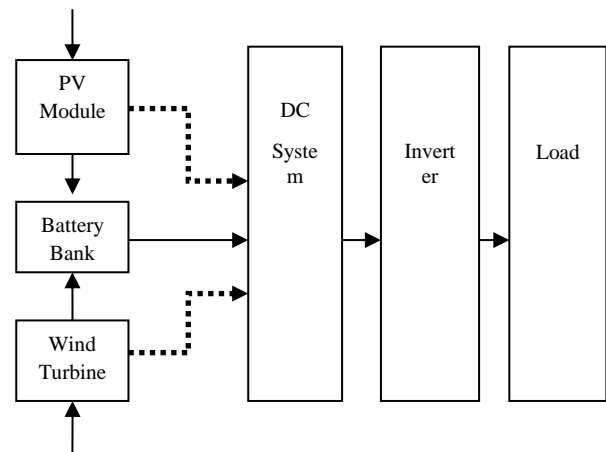 PV
Module
Battery
Bank
Wind
Turbine
DC
Syste
m
Invert
er
Load